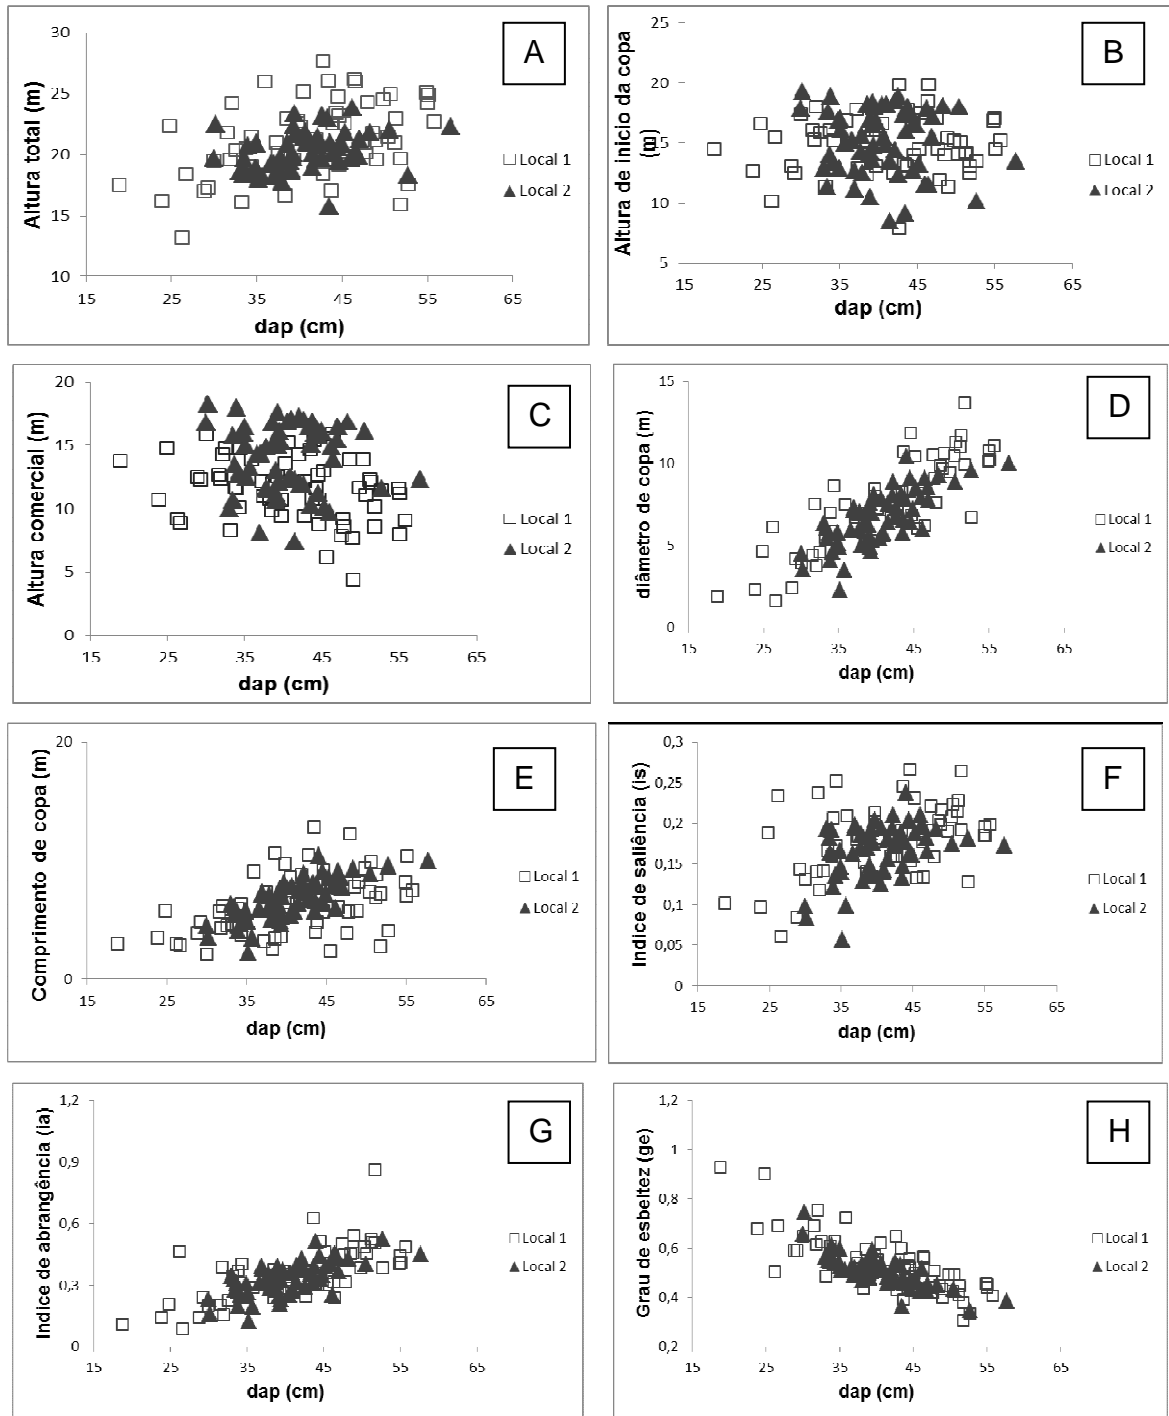 A
30
25
20
15
10
Altura total (m)
15 25 35 45 55 65
dap (cm)
Local 1
Local 2
B
25
20
15
10
5
Altura de inicio da copa
(m)
15 25 35 45 55 65
dap (cm)
Local 1
Local 2
C
20
15
10
5
0
Altura comercial (m)
15 25 35 45 55 65
dap (cm)
Local 1
Local 2
D
15
10
5
0
diâmetro de copa (m)
15 25 35 45 55 65
dap (cm)
Local 1
Local 2
E
20
0
Comprimento de copa (m)
15 25 35 45 55 65
dap (cm)
Local 1
Local 2
F
0,3
0,25
0,2
0,15
0,1
0,05
0
Indice de saliência (is)
15 25 35 45 55 65
dap (cm)
Local 1
Local 2
G
1,2
0,9
0,6
0,3
0
Indice de abrangência (ia)
15 25 35 45 55 65
dap (cm)
Local 1
Local 2
H
1,2
1
0,8
0,6
0,4
0,2
Grau de esbeltez (ge)
15 25 35 45 55 65
dap (cm)
Local 1
Local 2